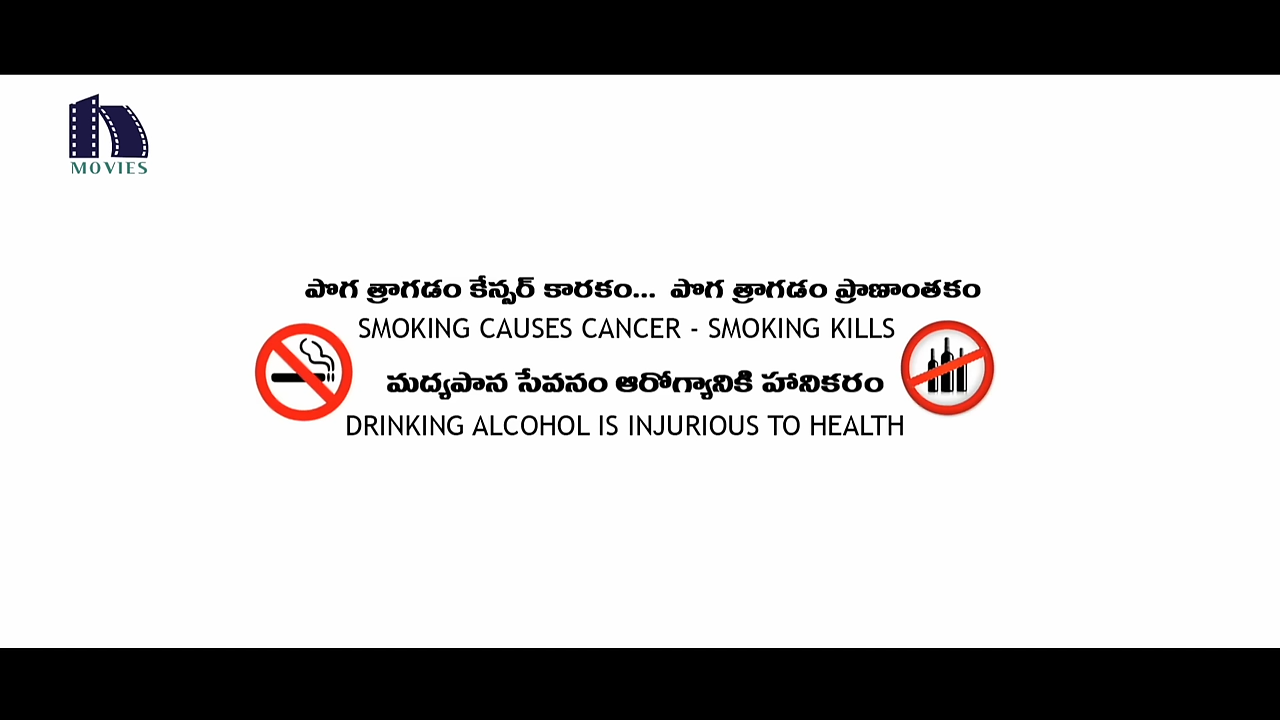 MOVIES
పొగ త్రాగడం కేన్సర్ కారకం... పొగ త్రాగడం ప్రాణాంతకం
SMOKING CAUSES CANCER - SMOKING KILLS
మద్యపాన సేవనం ఆరోగ్యానికి హానికరం
DRINKING ALCOHOL IS INJURIOUS TO HEALTH